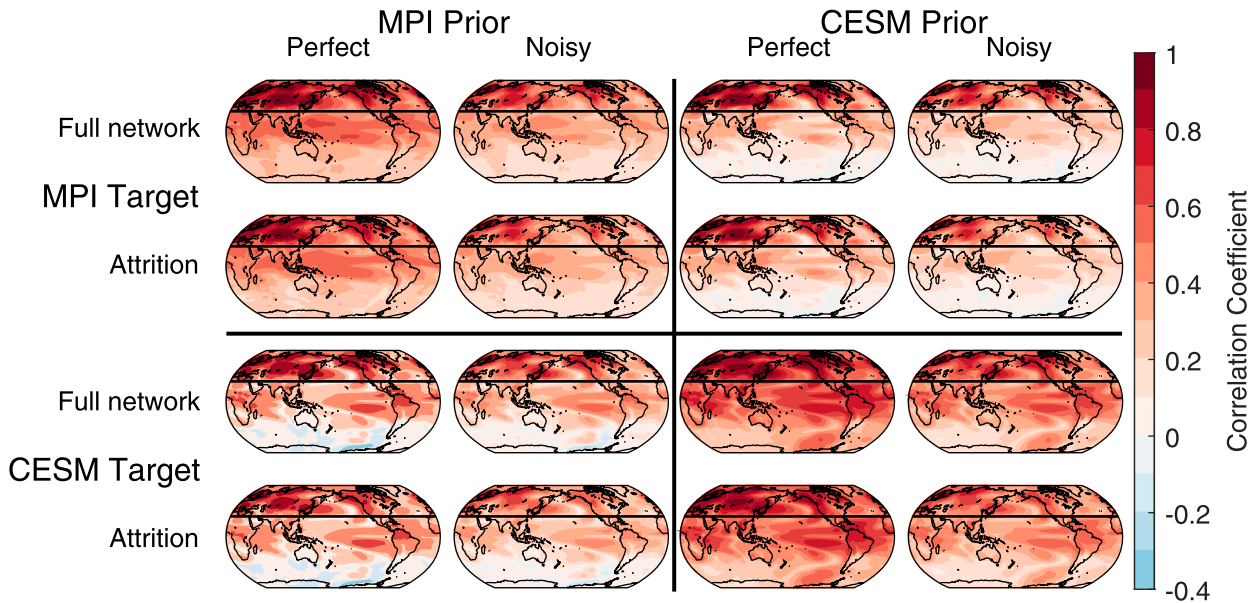 MPI Prior
CESM Prior
Perfect
Noisy
Perfect
Noisy
Full network
MPI Target
Attrition
Full network
CESM Target
Attrition
1
0.8
0.6
0.4
0.2
0
-0.2
-0.4
Correlation Coefficient